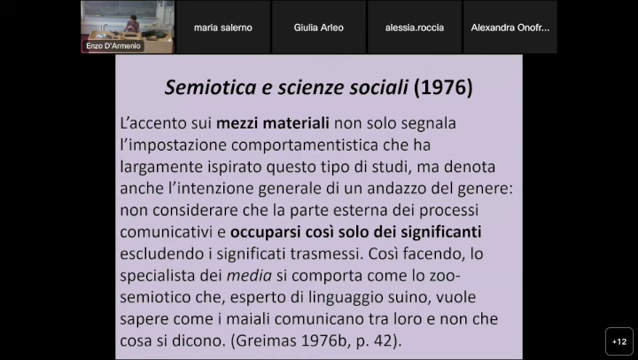 maria salerno
Giulia Arleo
alessia.roccia
Alexandra Onofr...
Enzo D'Armenio
Semiotica e scienze sociali (1976)
L'accento sui mezzi materiali non solo segnala
l'impostazione comportamentistica che ha
largamente ispirato questo tipo di studi, ma denota
anche l'intenzione generale di un andazzo del genere:
non considerare che la parte esterna dei processi
comunicativi e occuparsi così solo dei significanti
escludendo i significati trasmessi. Così facendo, lo
specialista dei media si comporta come lo zoo-
semiotico che, esperto di linguaggio suino, vuole
sapere come i maiali comunicano tra loro e non che
cosa si dicono. (Greimas 1976b, p. 42).
+12